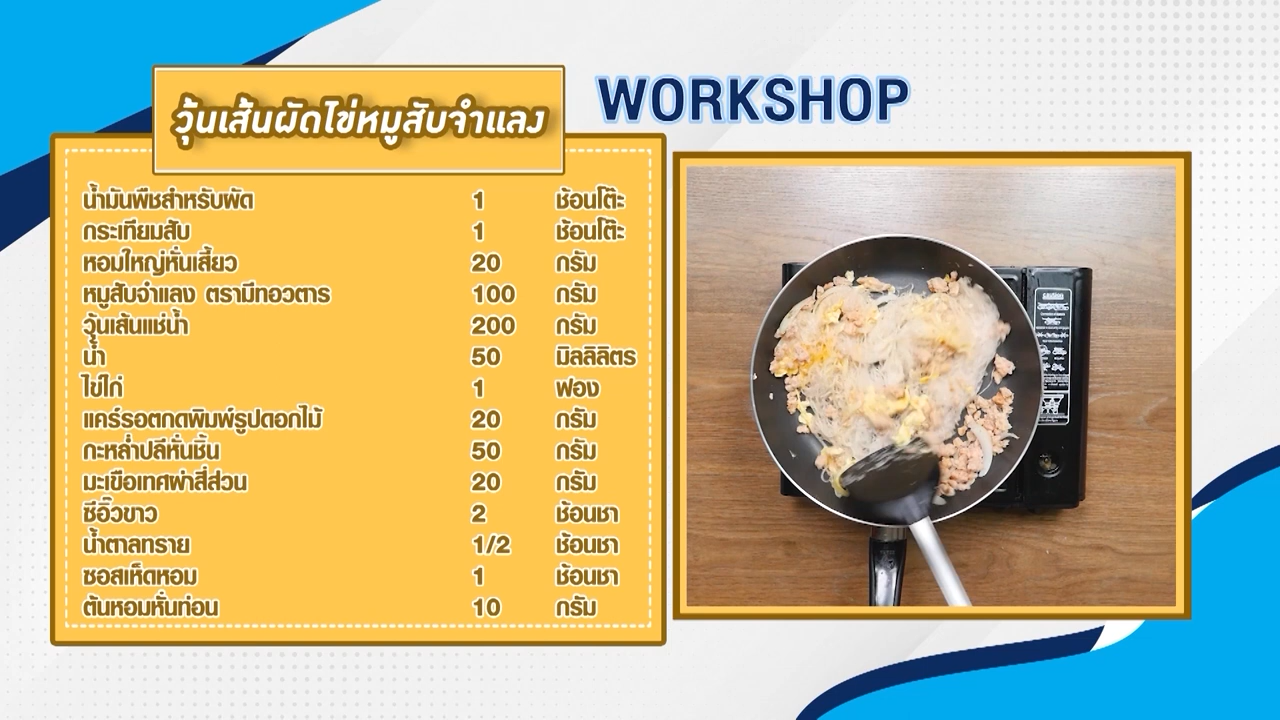 WORKSHOP
วุ้นเส้นผัดไข่หมูสับจำแลง
น้ำมันพืชสำหรับผัด 1 ช้อนโต๊ะ
กระเทียมสับ 1 ช้อนโต๊ะ
หอมใหญ่หั่นเสี้ยว 20 กรัม
หมูสับจำแลง ตรามีทอวตาร 100 กรัม
วุ้นเส้นแช่น้ำ 200 กรัม
น้ำ 50 มิลลิลิตร
ไข่ไก่ 1 ฟอง
แคร์รอตกดพิมพ์รูปดอกไม้ 20 กรัม
กะหล่ำปลีหั่นชิ้น 50 กรัม
มะเขือเทศผ่าสี่ส่วน 20 กรัม
ซีอิ๊วขาว 2 ช้อนชา
น้ำตาลทราย 1/2 ช้อนชา
ซอสเห็ดหอม 1 ช้อนชา
ต้นหอมหั่นท่อน 10 กรัม